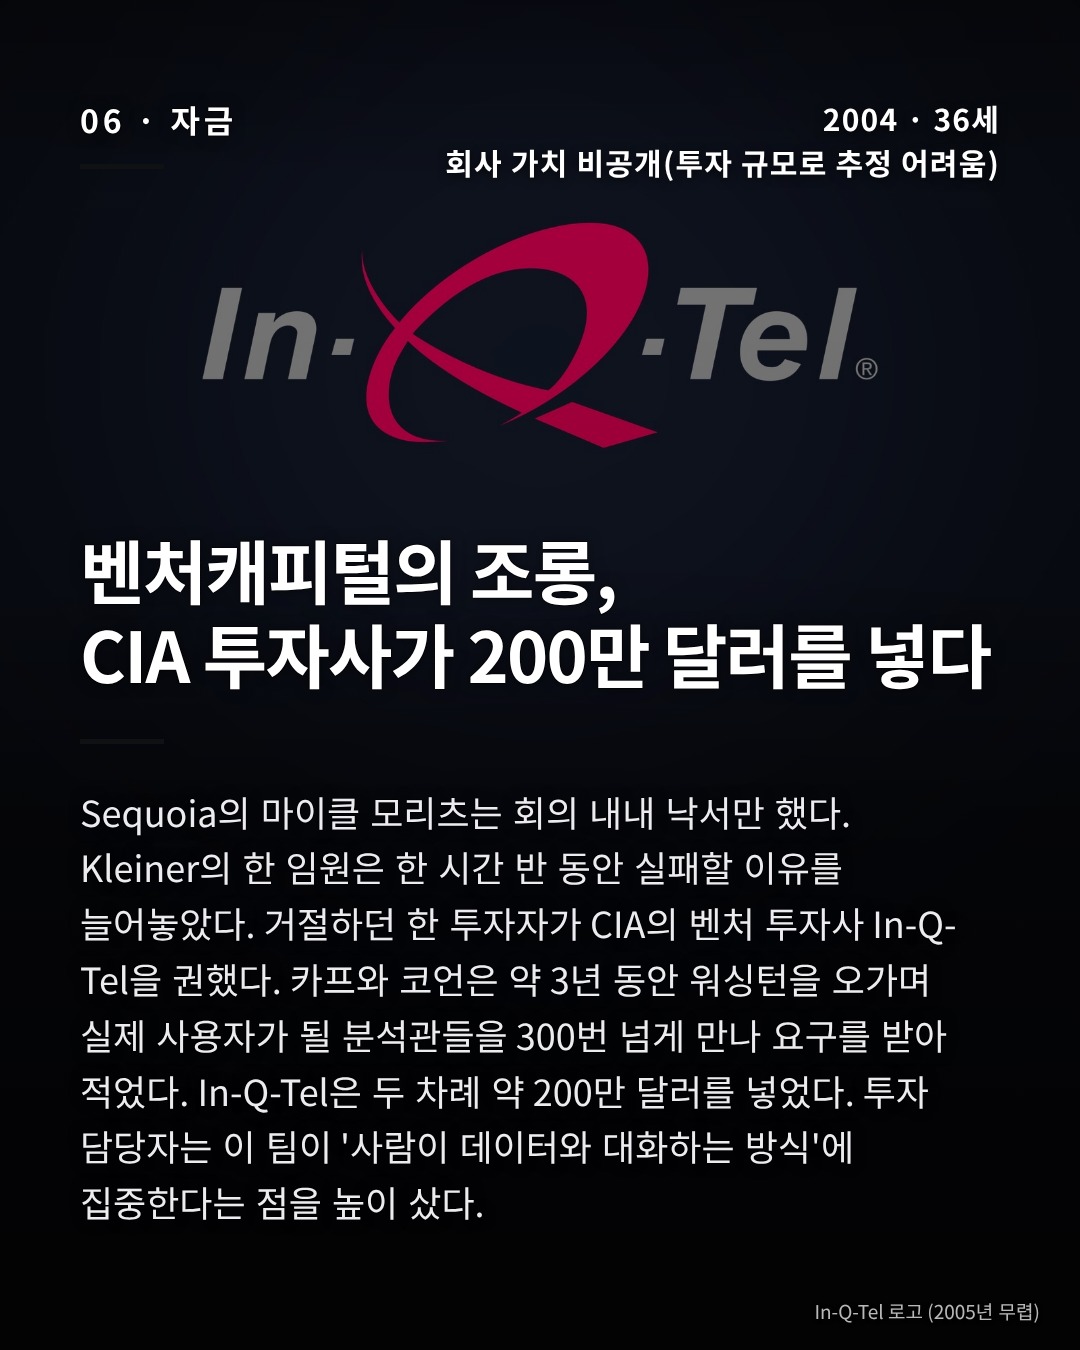 06 · 자금
2004 · 36세
회사 가치 비공개(투자 규모로 추정 어려움)
In·Q·Tel®
벤처캐피털의 조롱,
CIA 투자사가 200만 달러를 넣다
Sequoia의 마이클 모리츠는 회의 내내 낙서만 했다.
Kleiner의 한 임원은 한 시간 반 동안 실패할 이유를
늘어놓았다. 거절하던 한 투자자가 CIA의 벤처 투자사 In-Q-
Tel을 권했다. 카프와 코언은 약 3년 동안 워싱턴을 오가며
실제 사용자가 될 분석관들을 300번 넘게 만나 요구를 받아
적었다. In-Q-Tel은 두 차례 약 200만 달러를 넣었다. 투자
담당자는 이 팀이 '사람이 데이터와 대화하는 방식'에
집중한다는 점을 높이 샀다.
In-Q-Tel 로고 (2005년 무렵)